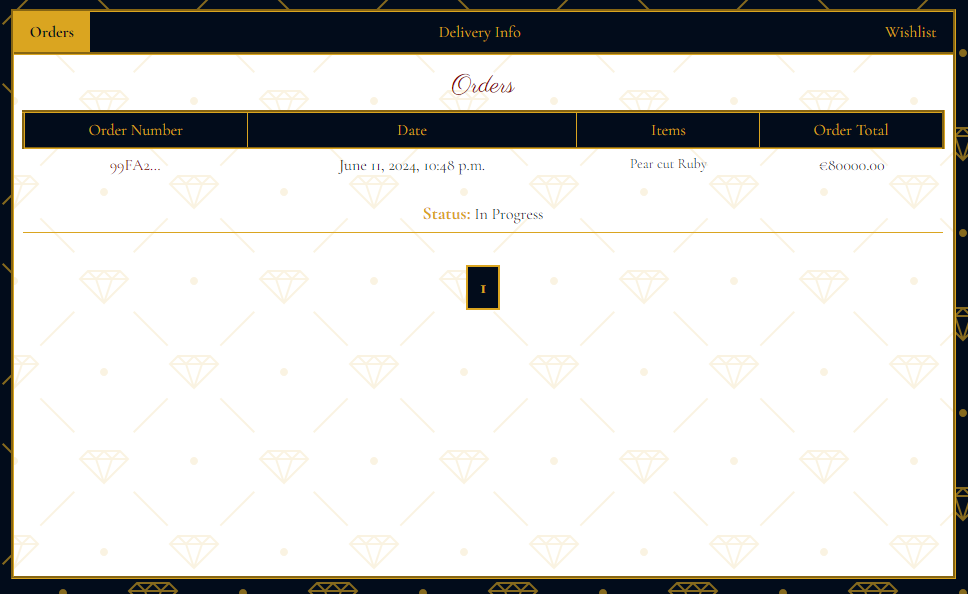 Orders Delivery Info Wishlist
Orders
Order Number Date Items Order Total
99FA2... June 11, 2024, 10:48 p.m. Pear cut Ruby €80000.00
Status: In Progress
1